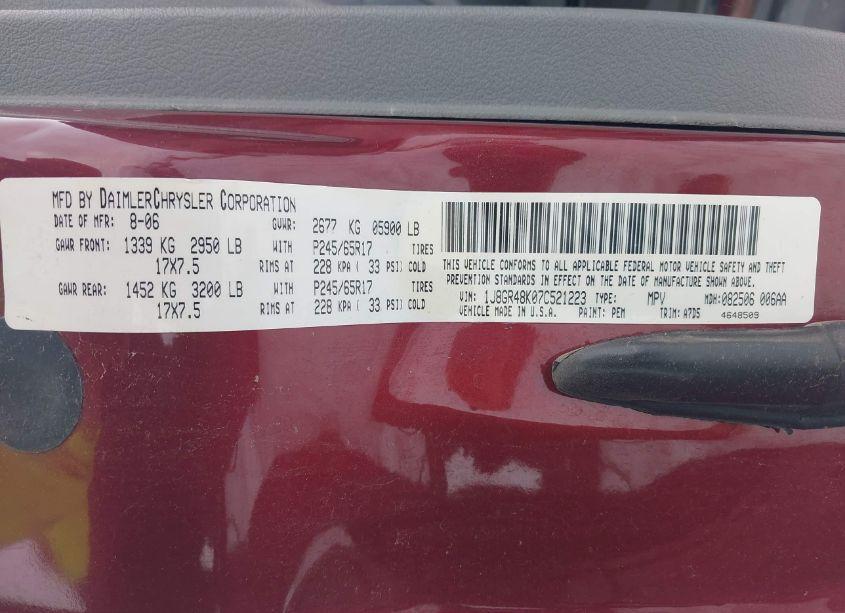 MFD BY DAIMLERCHRYSLER CORPORATION
DATE OF MFR: 8-06 GVWR: 2677 KG 05900 LB
GAWR FRONT: 1339 KG 2950 LB WITH P245/65R17 TIRES
17X7.5 RIMS AT 228 KPA ( 33 PSI) COLD
GAWR REAR: 1452 KG 3200 LB WITH P245/65R17 TIRES
17X7.5 RIMS AT 228 KPA ( 33 PSI) COLD
THIS VEHICLE CONFORMS TO ALL APPLICABLE FEDERAL MOTOR VEHICLE SAFETY AND THEFT
PREVENTION STANDARDS IN EFFECT ON THE DATE OF MANUFACTURE SHOWN ABOVE.
VIN: 1J8GR48K07C521223 TYPE: MPV MDH: 082506 006AA
VEHICLE MADE IN U.S.A. PAINT: PEM TRIM: A7D5 4648509